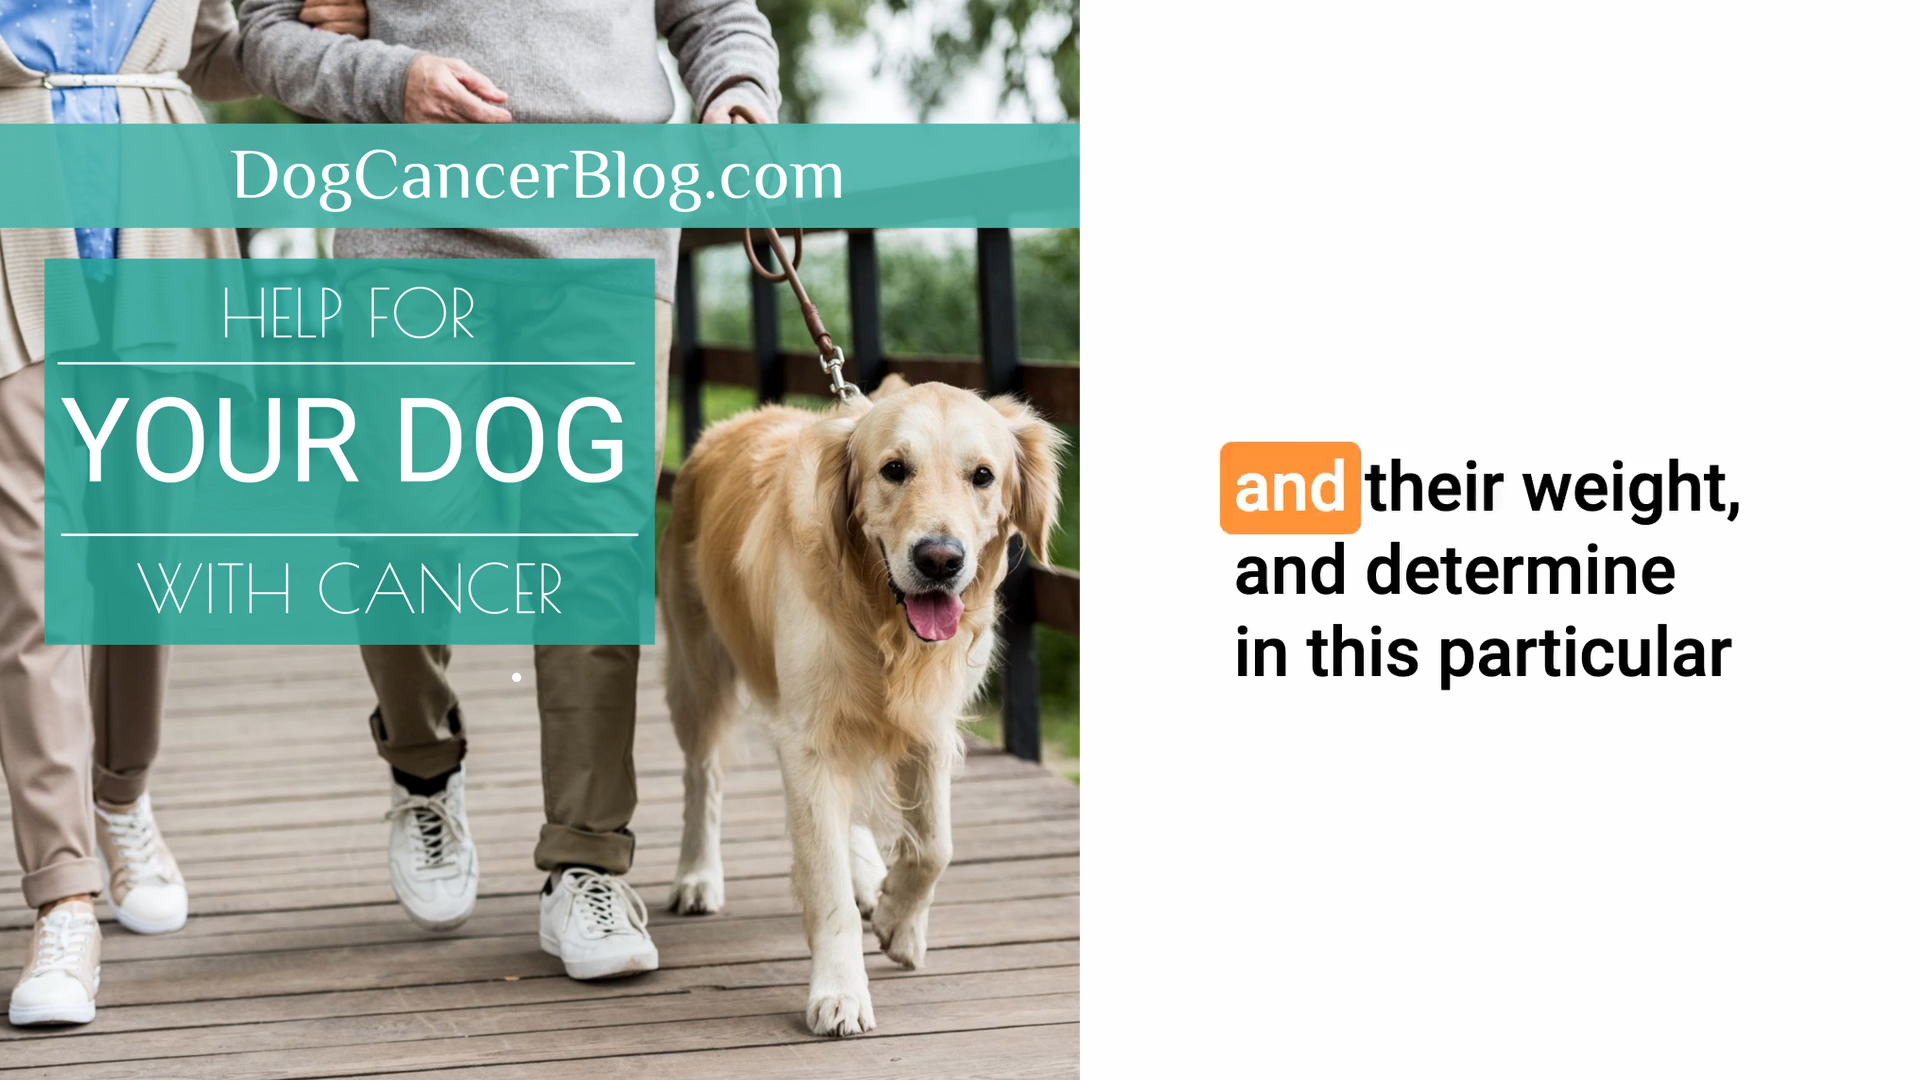 DogCancerBlog.com
HELP FOR
YOUR DOG
WITH CANCER
and their weight,
and determine
in this particular